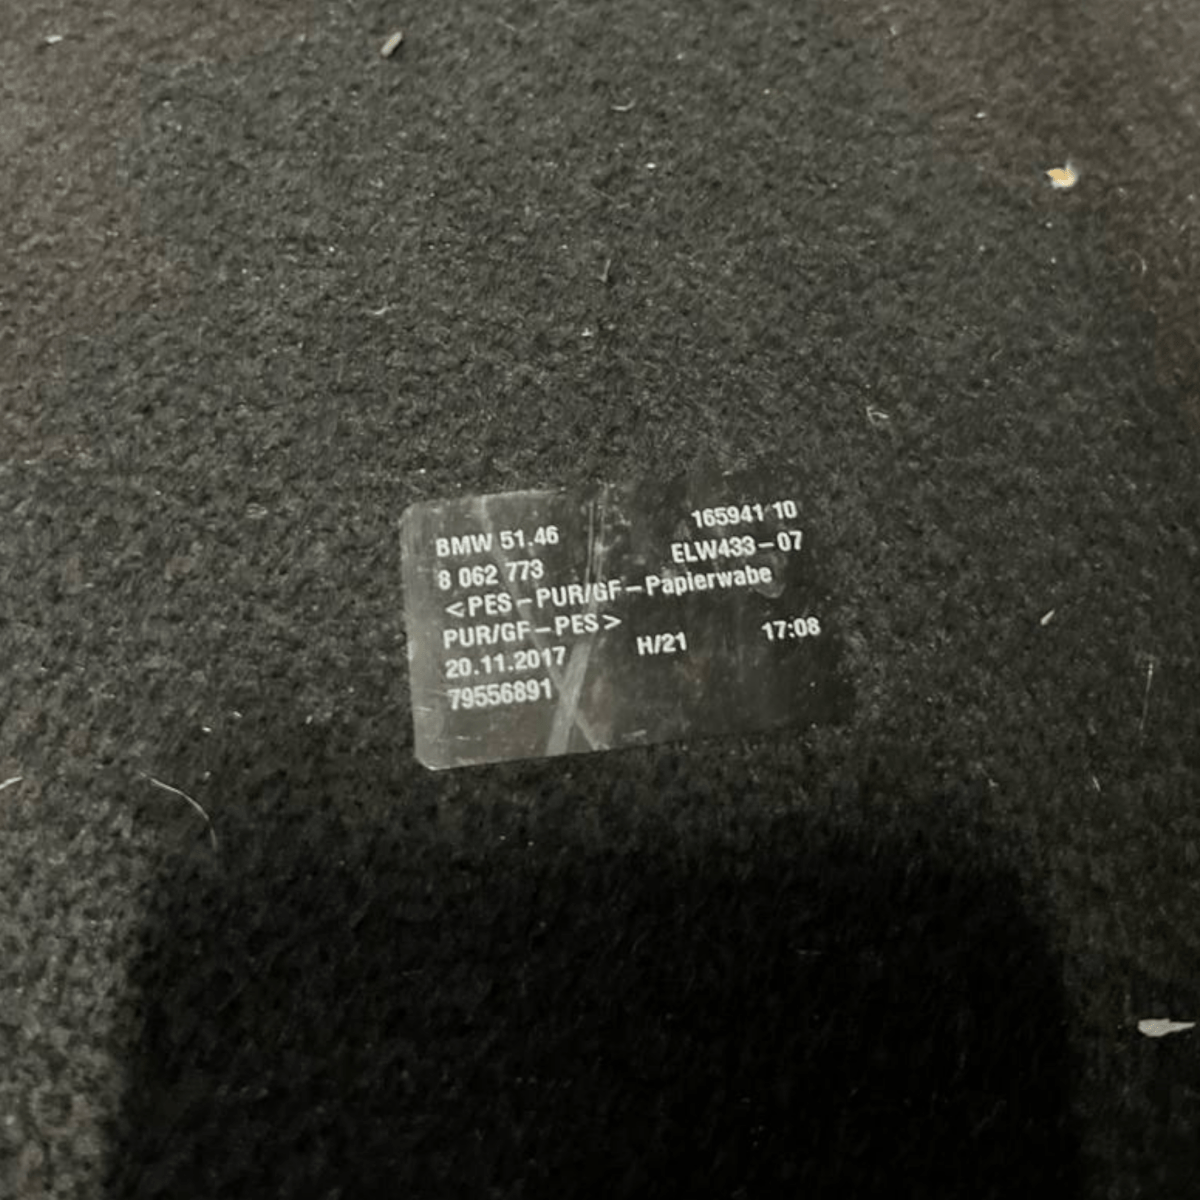 BMW 51.46 165941 10
8 062 773 ELW433-07
<PES-PUR/GF-Papierwabe
PUR/GF-PES>
20.11.2017 H/21 17:08
79556891